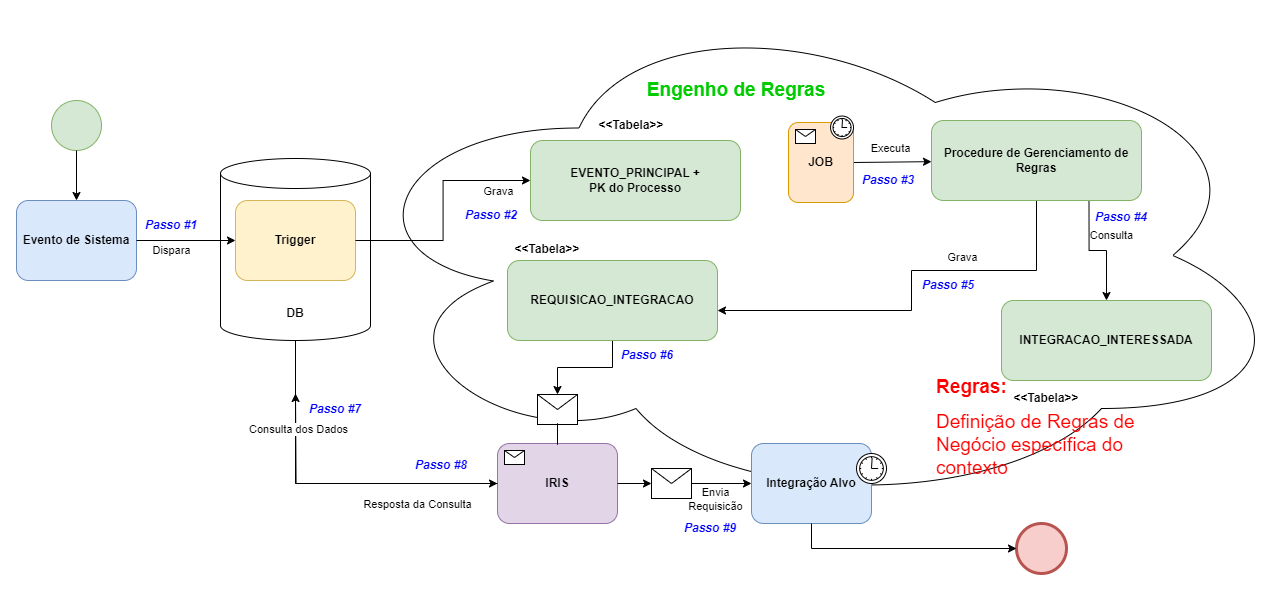 Engenho de Regras
<<Tabela>>
EVENTO_PRINCIPAL +
PK do Processo
JOB
Executa
Passo #3
Procedure de Gerenciamento de
Regras
Evento de Sistema
Passo #1
Dispara
Trigger
DB
Grava
Passo #2
<<Tabela>>
REQUISICAO_INTEGRACAO
Passo #4
Consulta
Grava
Passo #5
INTEGRACAO_INTERESSADA
<<Tabela>>
Regras:
Definição de Regras de
Negócio especifica do
contexto
Passo #6
Passo #7
Consulta dos Dados
Passo #8
Resposta da Consulta
IRIS
Envia
Requisicão
Passo #9
Integração Alvo